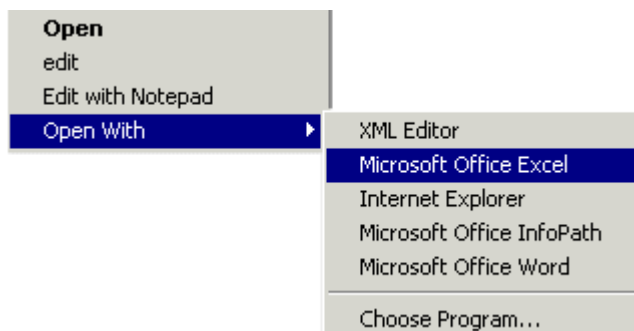 Open
edit
Edit with Notepad
Open With
XML Editor
Microsoft Office Excel
Internet Explorer
Microsoft Office InfoPath
Microsoft Office Word
Choose Program...